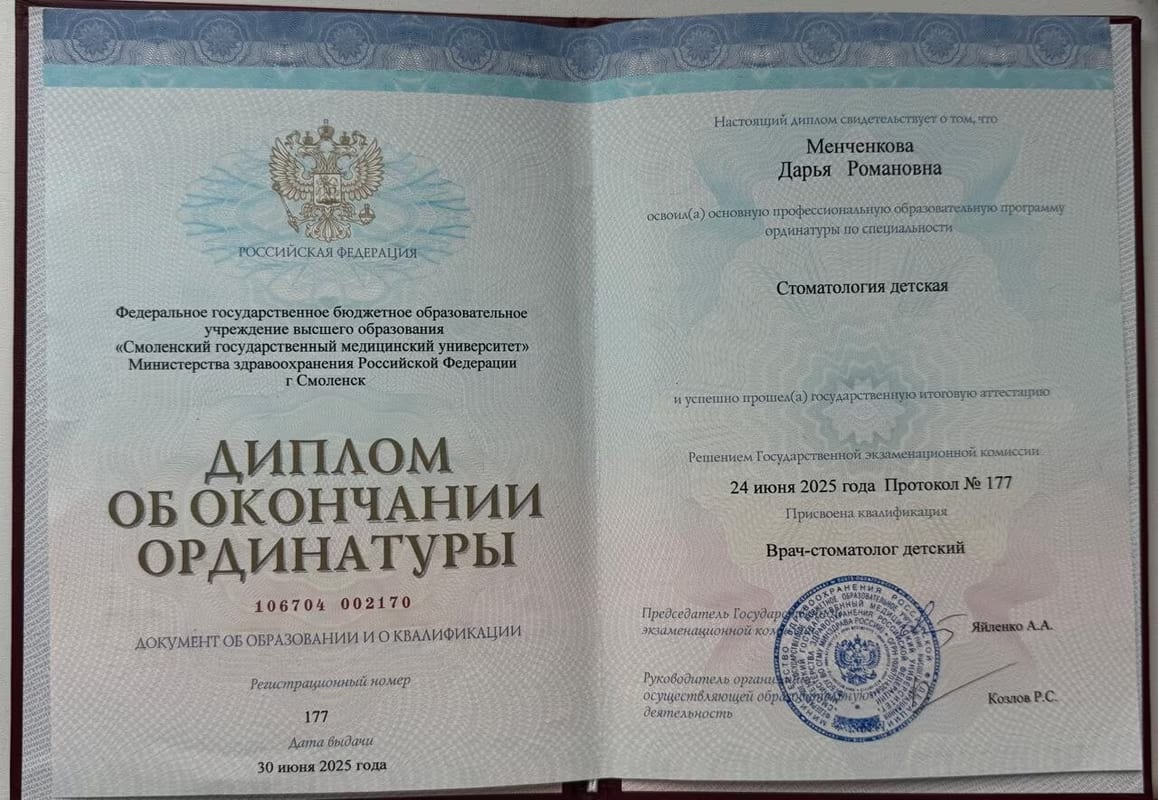 РОССИЙСКАЯ ФЕДЕРАЦИЯ
Федеральное государственное бюджетное образовательное
учреждение высшего образования
«Смоленский государственный медицинский университет»
Министерства здравоохранения Российской Федерации
г Смоленск
ДИПЛОМ
ОБ ОКОНЧАНИИ
ОРДИНАТУРЫ
106704 002170
ДОКУМЕНТ ОБ ОБРАЗОВАНИИ И О КВАЛИФИКАЦИИ
Регистрационный номер
177
Дата выдачи
30 июня 2025 года
Настоящий диплом свидетельствует о том, что
Менченкова
Дарья Романовна
освоил(а) основную профессиональную образовательную программу
ординатуры по специальности
Стоматология детская
и успешно прошел(а) государственную итоговую аттестацию
Решением Государственной экзаменационной комиссии
24 июня 2025 года Протокол № 177
Присвоена квалификация
Врач-стоматолог детский
Председатель
экзаменационной
Яйленко А.А.
Руководитель
осуществляющей
деятельность
Козлов Р.С.